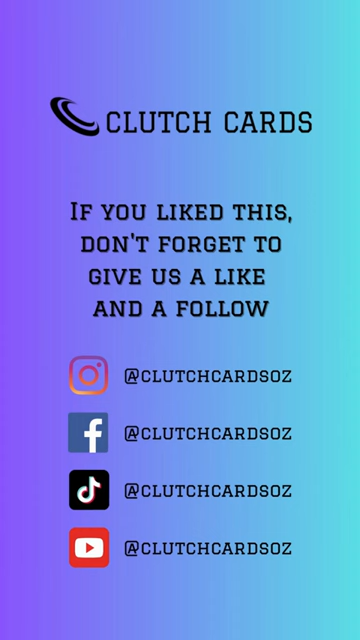 CLUTCH CARDS
IF YOU LIKED THIS,
DON'T FORGET TO
GIVE US A LIKE
AND A FOLLOW
@CLUTCHCARDSOZ
@CLUTCHCARDSOZ
@CLUTCHCARDSOZ
@CLUTCHCARDSOZ